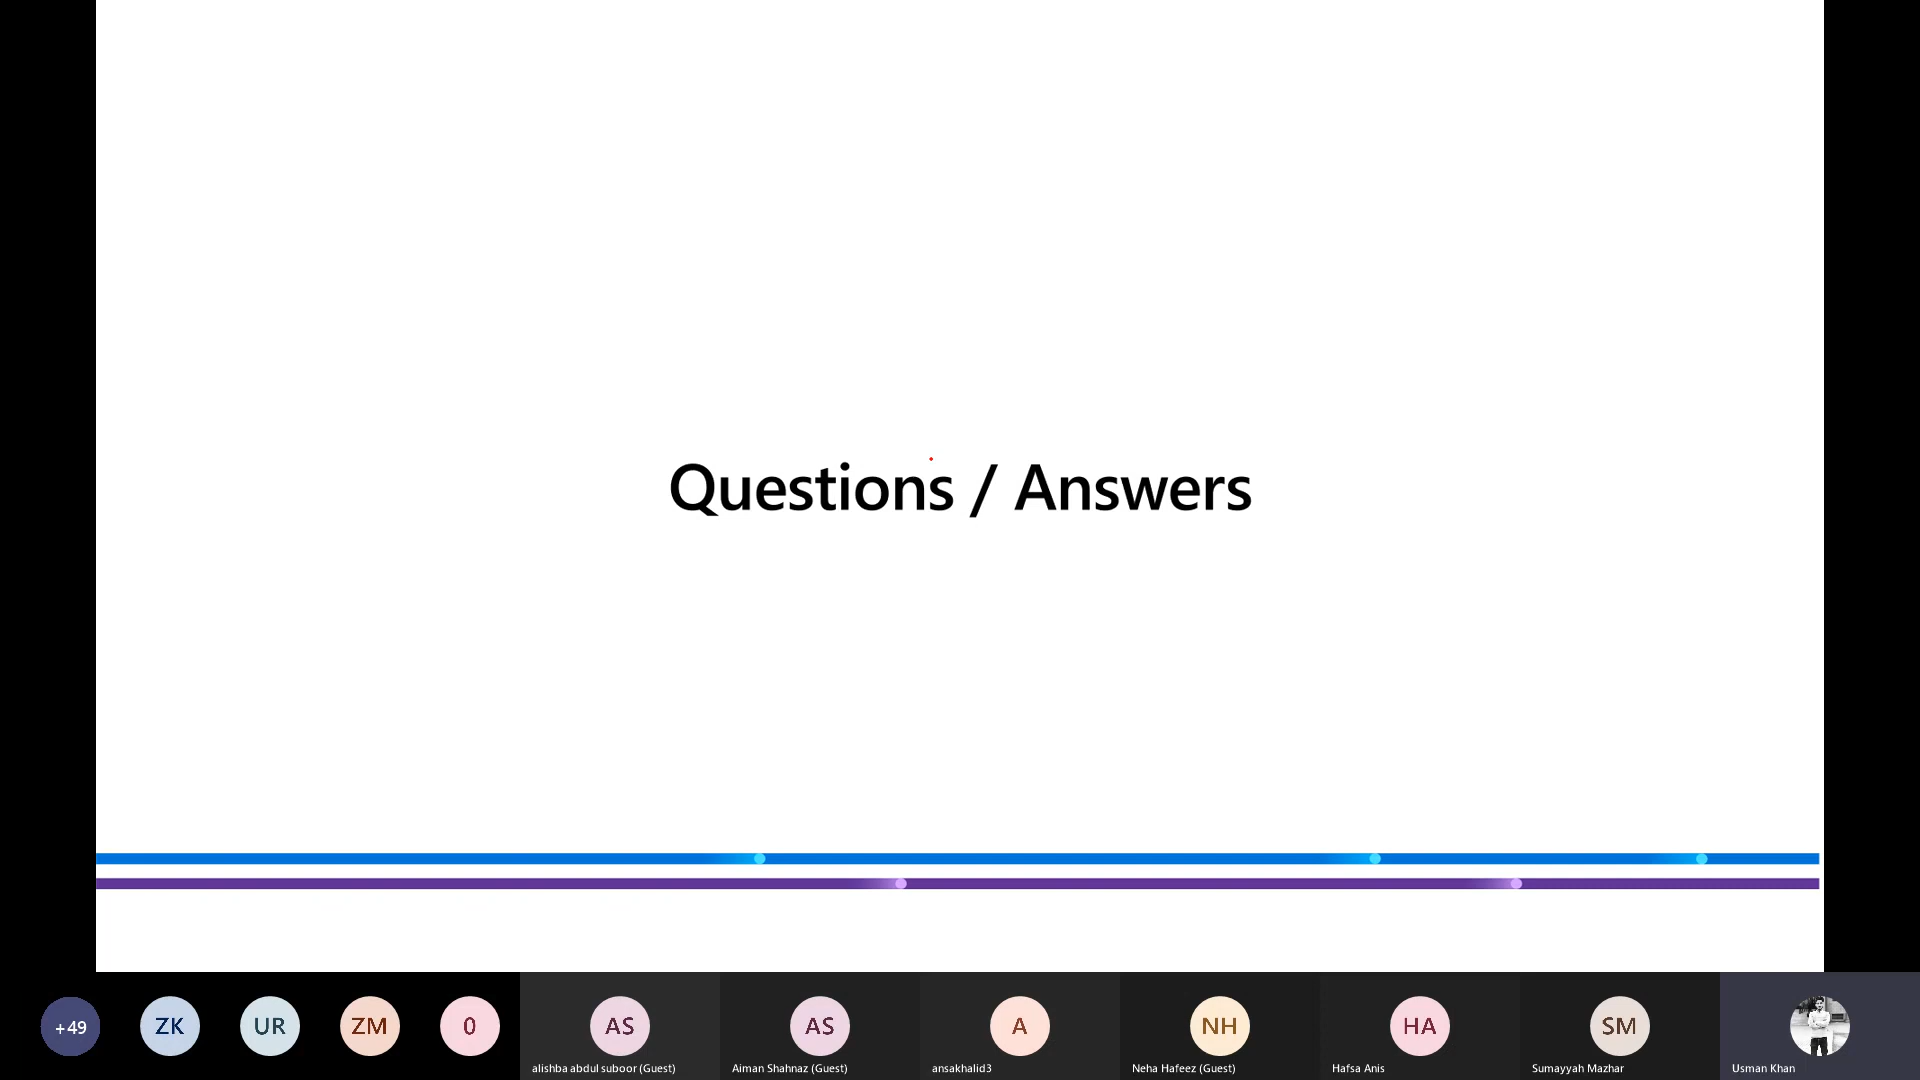 Questions / Answers
+49
ZK
UR
ZM
0
AS
AS
A
NH
HA
SM
alishba abdul suboor (Guest)
Aiman Shahnaz (Guest)
ansakhalid3
Neha Hafeez (Guest)
Hafsa Anis
Sumayyah Mazhar
Usman Khan